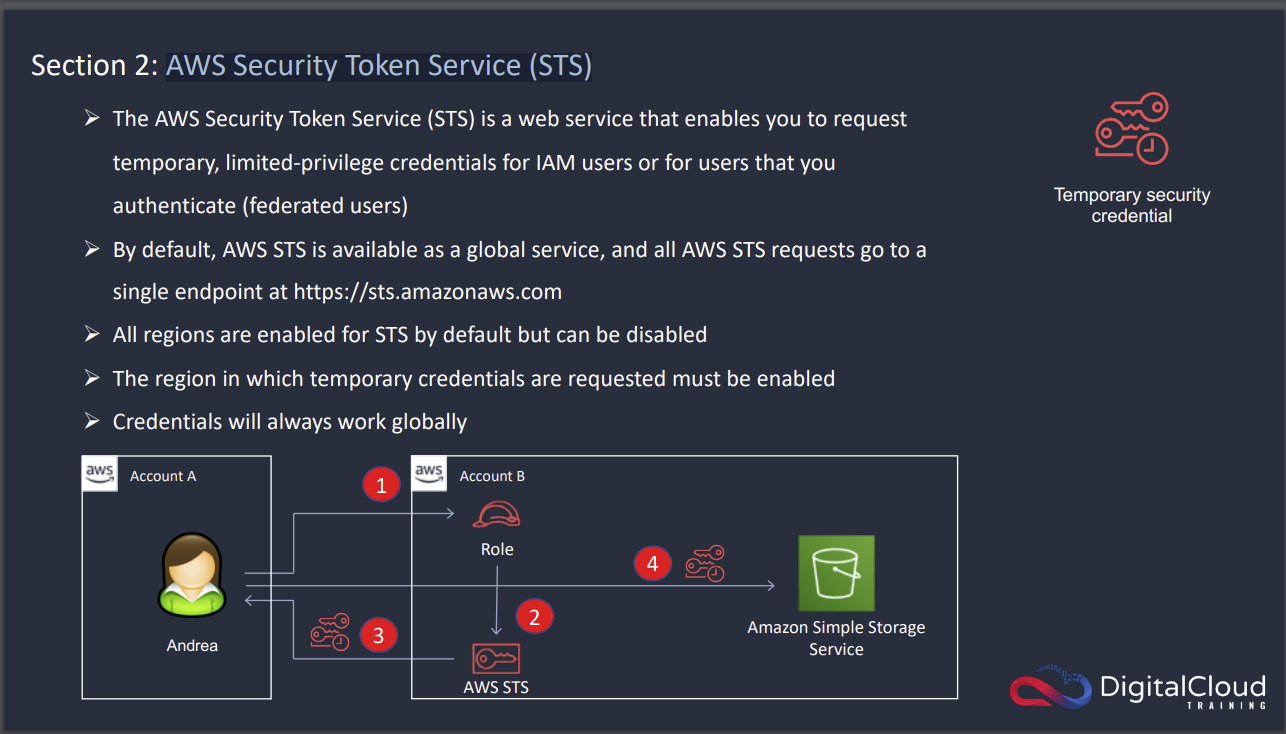 Section 2: AWS Security Token Service (STS)
➢ The AWS Security Token Service (STS) is a web service that enables you to request
temporary, limited-privilege credentials for IAM users or for users that you
authenticate (federated users)
➢ By default, AWS STS is available as a global service, and all AWS STS requests go to a
single endpoint at https://sts.amazonaws.com
➢ All regions are enabled for STS by default but can be disabled
➢ The region in which temporary credentials are requested must be enabled
➢ Credentials will always work globally
Temporary security
credential
aws Account A
Andrea
1
aws Account B
Role
2
AWS STS
3
4
Amazon Simple Storage
Service
DigitalCloud
TRAINING